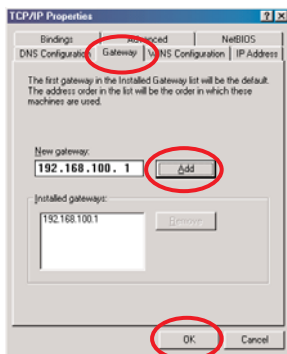 TCP/IP Properties
Bindings Advanced NetBIOS
DNS Configuration Gateway WINS Configuration IP Address
The first gateway in the Installed Gateway list will be the default.
The address order in the list will be the order in which these
machines are used.
New gateway:
192.168.100. 1 Add
Installed gateways:
192.168.100.1 Remove
OK Cancel